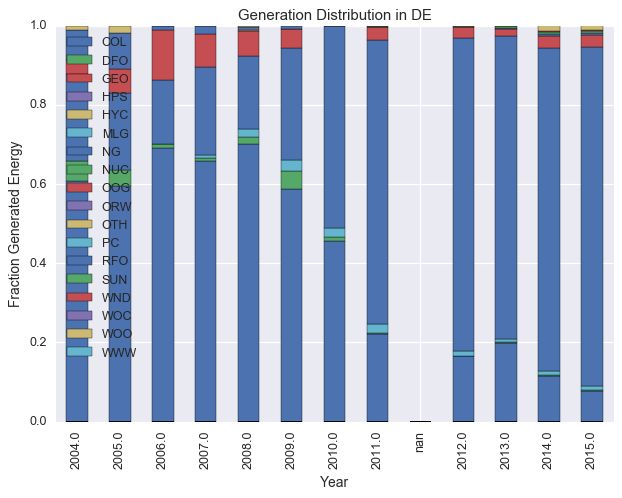 Generation Distribution in DE
Fraction Generated Energy
1.0
0.8
0.6
0.4
0.2
0.0
COL
DFO
GEO
HPS
HYC
MLG
NG
NUC
OOG
ORW
OTH
PC
RFO
SUN
WND
WOC
WOO
WWW
2004.0
2005.0
2006.0
2007.0
2008.0
2009.0
2010.0
2011.0
nan
2012.0
2013.0
2014.0
2015.0
Year